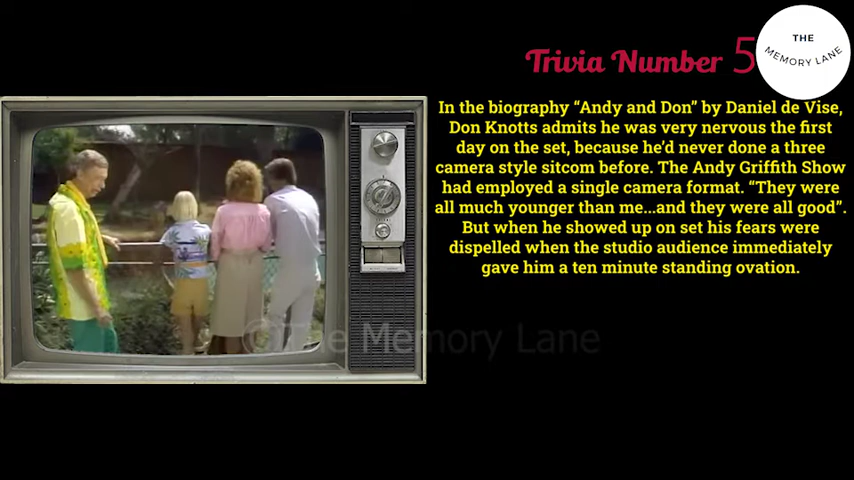 THE
MEMORY LANE
Trivia Number 5
In the biography “Andy and Don” by Daniel de Vise,
Don Knotts admits he was very nervous the first
day on the set, because he’d never done a three
camera style sitcom before. The Andy Griffith Show
had employed a single camera format. “They were
all much younger than me...and they were all good”.
But when he showed up on set his fears were
dispelled when the studio audience immediately
gave him a ten minute standing ovation.
©The Memory Lane